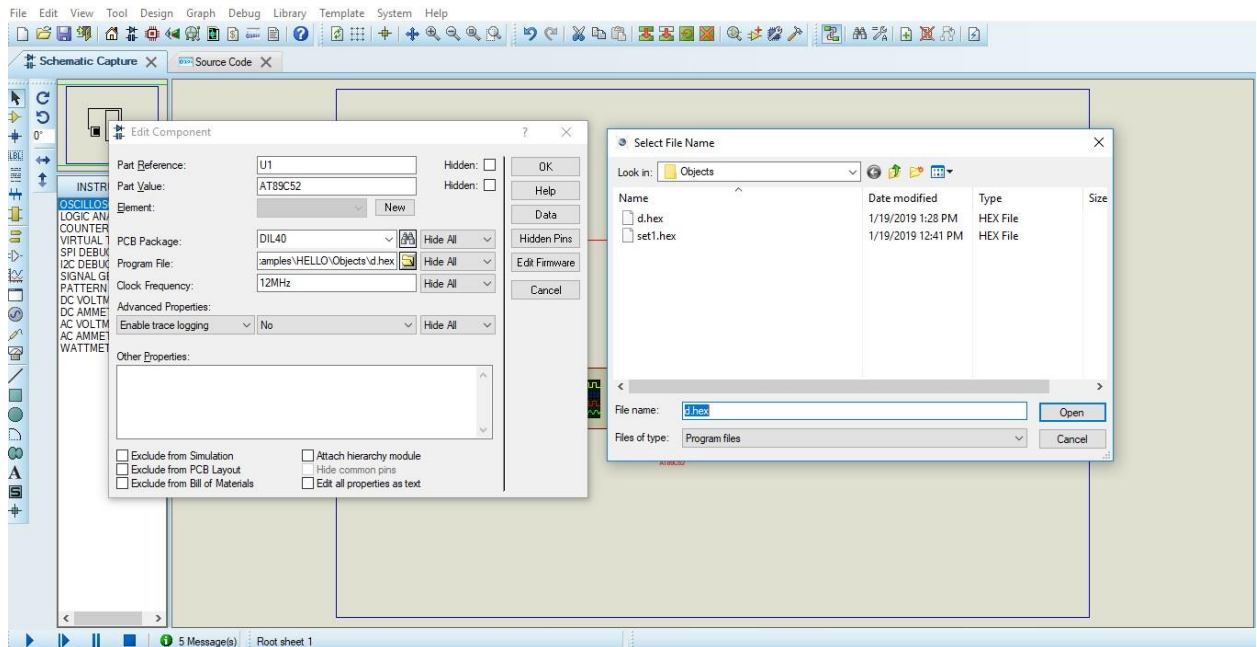 File Edit View Tool Design Graph Debug Library Template System Help
Schematic Capture
Source Code
0°
LBL
INSTR
OSCILLOS
LOGIC ANA
COUNTER
VIRTUAL T
SPI DEBUG
I2C DEBUG
SIGNAL GE
PATTERN
DC VOLTM
DC AMMET
AC VOLTM
AC AMMET
WATTMET
A
S
Edit Component ?
Part Reference: U1 Hidden:
Part Value: AT89C52 Hidden:
Element: New
PCB Package: DIL40 Hide All
Program File: :amples\HELLO\Objects\d.hex Hide All
Clock Frequency: 12MHz Hide All
Advanced Properties:
Enable trace logging No Hide All
Other Properties:
Exclude from Simulation Attach hierarchy module
Exclude from PCB Layout Hide common pins
Exclude from Bill of Materials Edit all properties as text
OK
Help
Data
Hidden Pins
Edit Firmware
Cancel
Select File Name
Look in: Objects
Name Date modified Type Size
d.hex 1/19/2019 1:28 PM HEX File
set1.hex 1/19/2019 12:41 PM HEX File
File name: d.hex Open
Files of type: Program files Cancel
AT89C52
5 Message(s) Root sheet 1